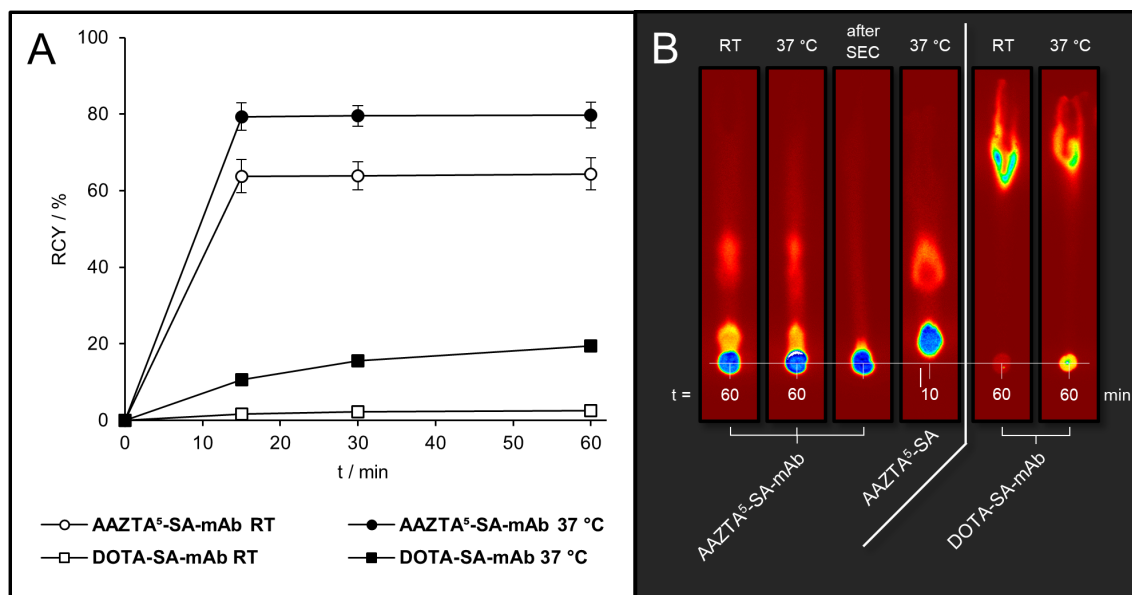 A
100
80
60
40
20
0
RCY / %
0 10 20 30 40 50 60
t / min
AAZTA⁵-SA-mAb RT
AAZTA⁵-SA-mAb 37 °C
DOTA-SA-mAb RT
DOTA-SA-mAb 37 °C
B
RT
37 °C
after
SEC
37 °C
RT
37 °C
t = 60 60 10 60 60 min
AAZTA⁵-SA-mAb
AAZTA⁵-SA
DOTA-SA-mAb